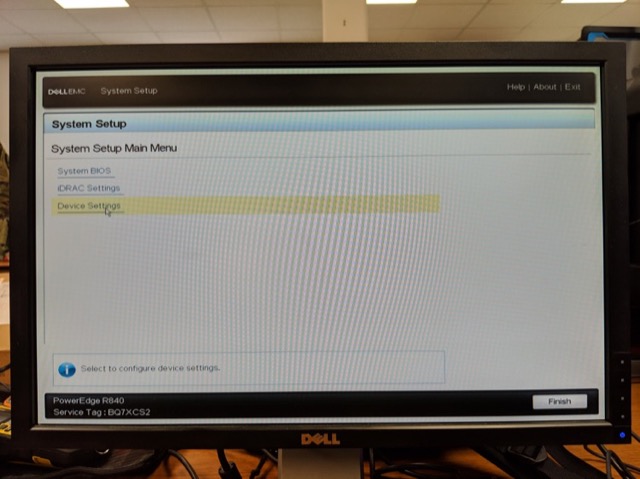 DELLEMC System Setup Help | About | Exit
System Setup
System Setup Main Menu
System BIOS
iDRAC Settings
Device Settings
Select to configure device settings.
PowerEdge R840
Service Tag : BQ7XCS2
Finish
DELL